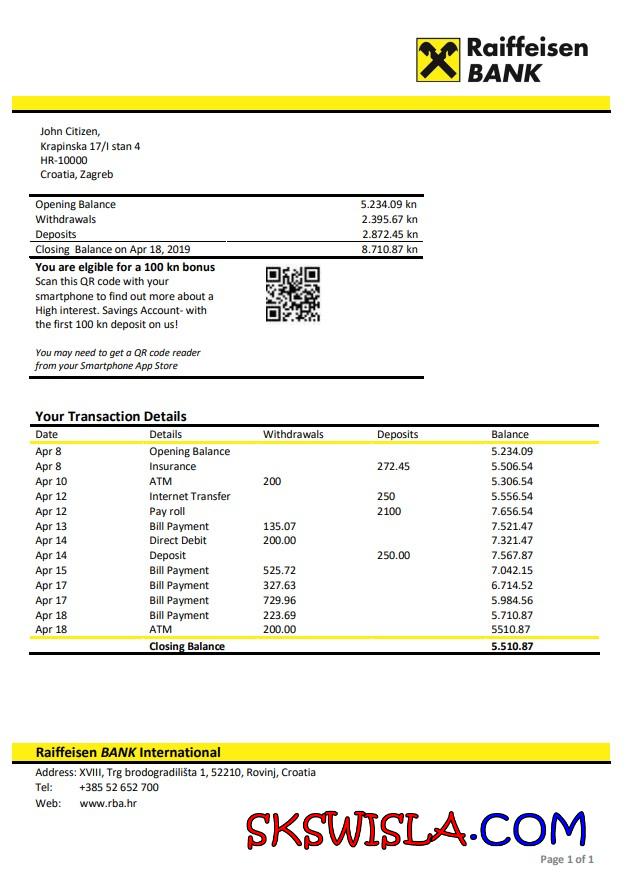 Raiffeisen
BANK
John Citizen,
Krapinska 17/I stan 4
HR-10000
Croatia, Zagreb
Opening Balance 5.234.09 kn
Withdrawals 2.395.67 kn
Deposits 2.872.45 kn
Closing Balance on Apr 18, 2019 8.710.87 kn
You are elgible for a 100 kn bonus
Scan this QR code with your
smartphone to find out more about a
High interest. Savings Account- with
the first 100 kn deposit on us!
You may need to get a QR code reader
from your Smartphone App Store
Your Transaction Details
Date Details Withdrawals Deposits Balance
Apr 8 Opening Balance 5.234.09
Apr 8 Insurance 272.45 5.506.54
Apr 10 ATM 200 5.306.54
Apr 12 Internet Transfer 250 5.556.54
Apr 12 Pay roll 2100 7.656.54
Apr 13 Bill Payment 135.07 7.521.47
Apr 14 Direct Debit 200.00 7.321.47
Apr 14 Deposit 250.00 7.567.87
Apr 15 Bill Payment 525.72 7.042.15
Apr 17 Bill Payment 327.63 6.714.52
Apr 17 Bill Payment 729.96 5.984.56
Apr 18 Bill Payment 223.69 5.710.87
Apr 18 ATM 200.00 5510.87
Closing Balance 5.510.87
Raiffeisen BANK International
Address: XVIII, Trg brodogradilišta 1, 52210, Rovinj, Croatia
Tel: +385 52 652 700
Web: www.rba.hr
SKSWISLA.COM
Page 1 of 1